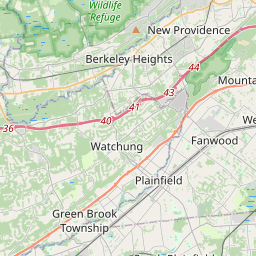 Wildlife
Refuge
New Providence
Berkeley Heights
44
43
41
40
36
Mounta
We
Fanwood
Watchung
Plainfield
Green Brook
Township